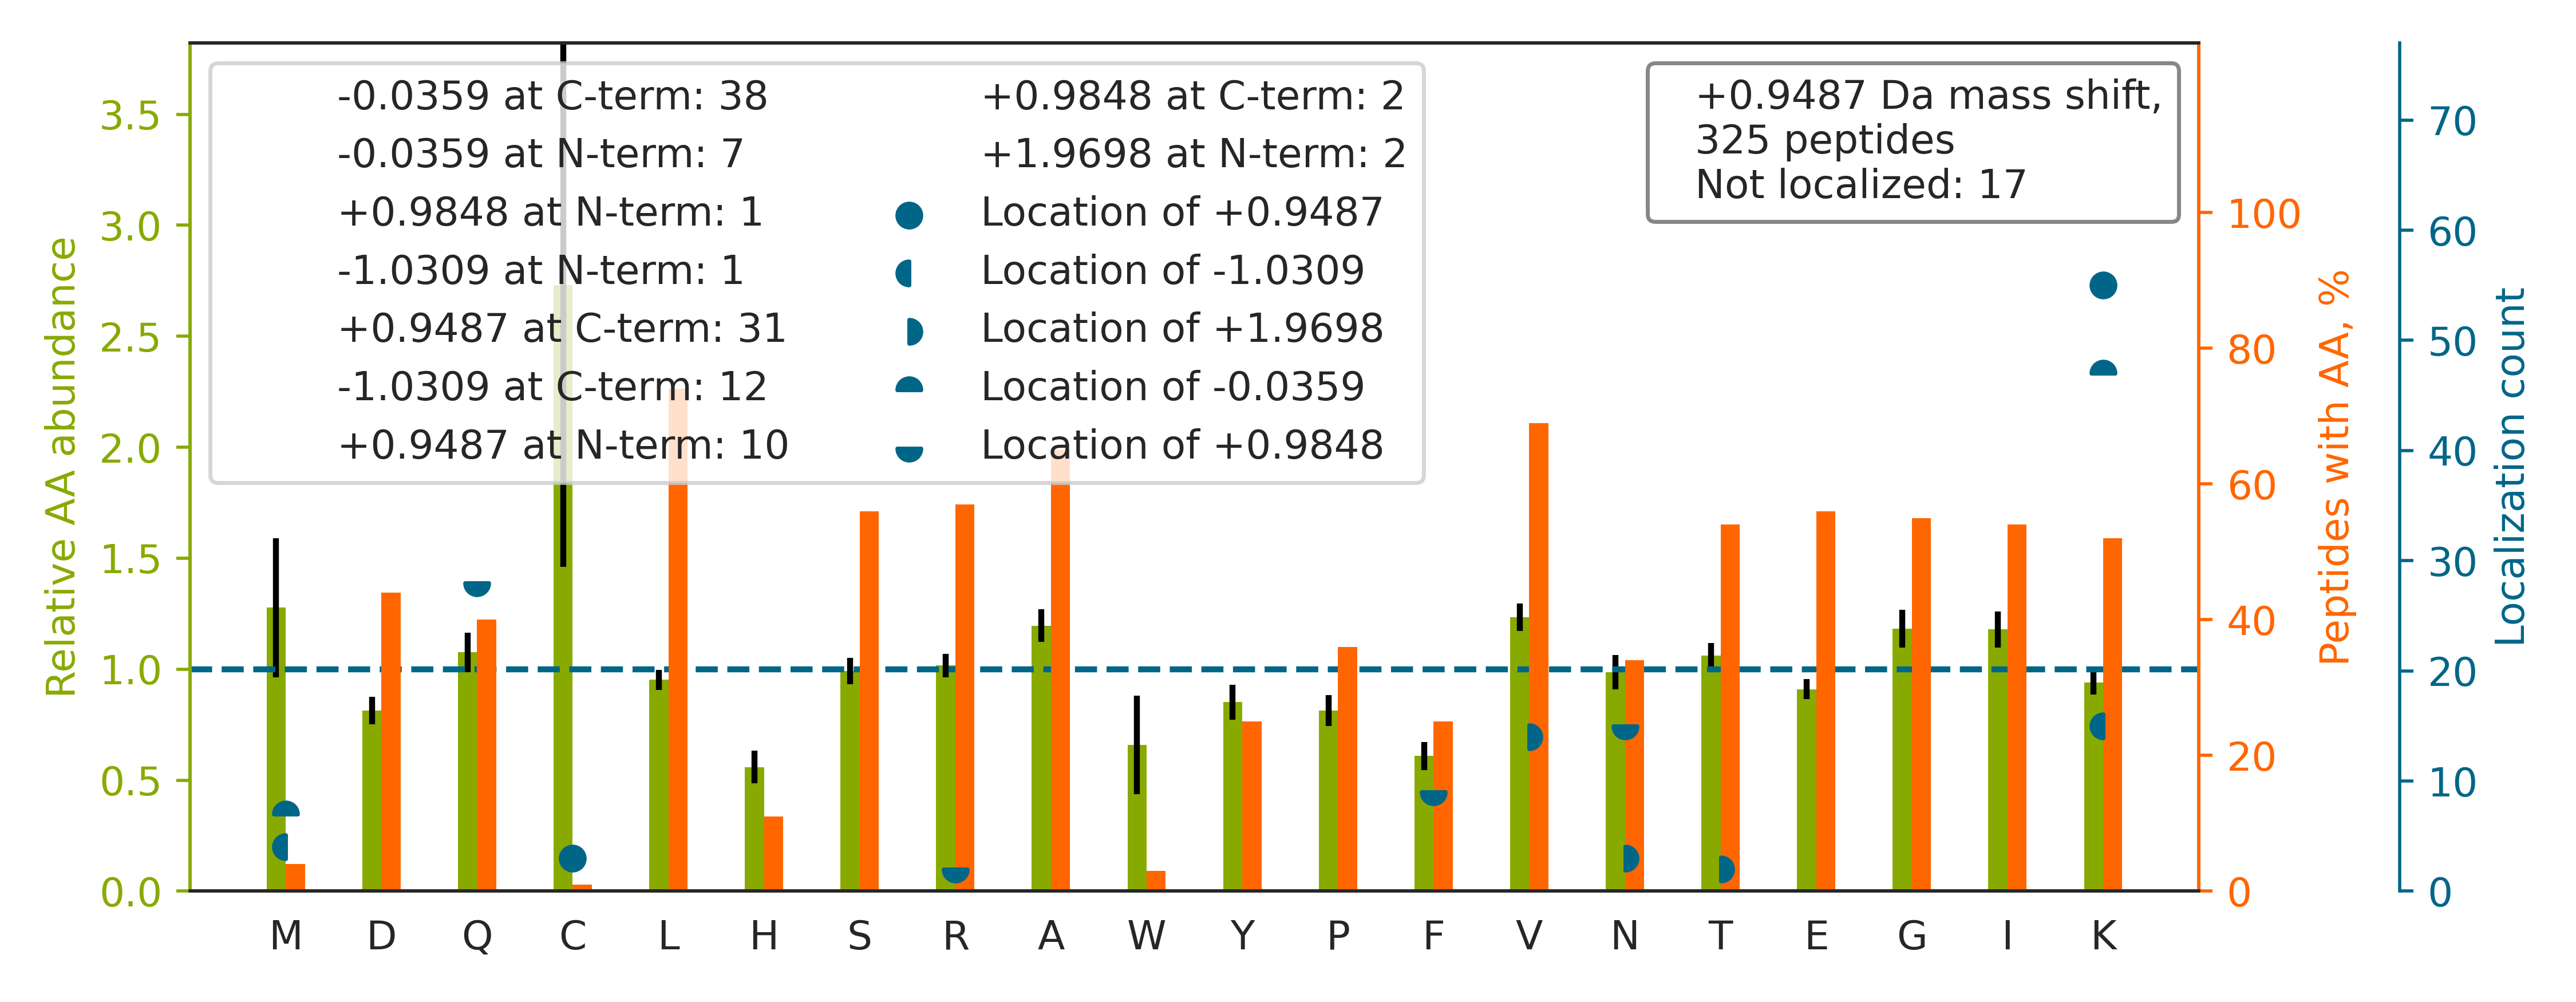 -0.0359 at C-term: 38
-0.0359 at N-term: 7
+0.9848 at N-term: 1
-1.0309 at N-term: 1
+0.9487 at C-term: 31
-1.0309 at C-term: 12
+0.9487 at N-term: 10
+0.9848 at C-term: 2
+1.9698 at N-term: 2
Location of +0.9487
Location of -1.0309
Location of +1.9698
Location of -0.0359
Location of +0.9848
+0.9487 Da mass shift,
325 peptides
Not localized: 17
Relative AA abundance
3.5
3.0
2.5
2.0
1.5
1.0
0.5
0.0
M D Q C L H S R A W Y P F V N T E G I K
100
80
60
40
20
0
Peptides with AA, %
70
60
50
40
30
20
10
0
Localization count